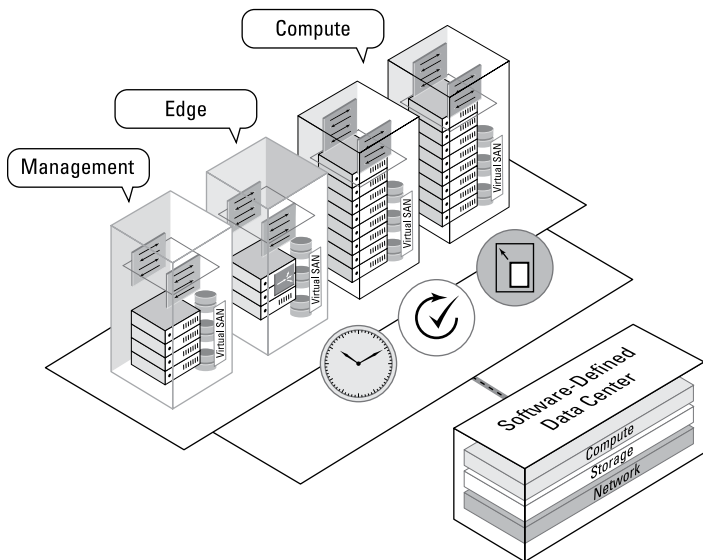 Compute
Edge
Management
Virtual SAN
Virtual SAN
Virtual SAN
Virtual SAN
Software-Defined
Data Center
Compute
Storage
Network